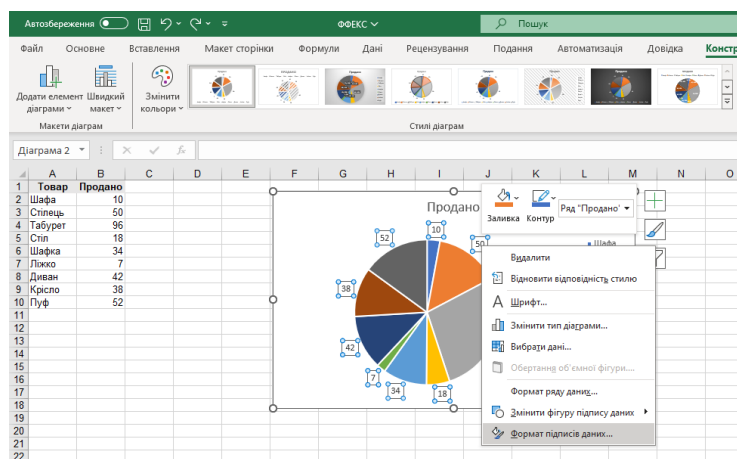 Автозбереження
ФФЕКС
Пошук
Файл Основне Вставлення Макет сторінки Формули Дані Рецензування Подання Автоматизація Довідка Констр
Додати елемент діаграми
Швидкий макет
Змінити кольори
Макети діаграм
Стилі діаграм
Діаграма 2
fx
A B C D E F G H I J K L M N O
1 Товар Продано
2 Шафа 10
3 Стілець 50
4 Табурет 96
5 Стіл 18
6 Шафка 34
7 Ліжко 7
8 Диван 42
9 Крісло 38
10 Пуф 52
11
12
13
14
15
16
17
18
19
20
21
22
Продано
10
50
52
38
42
7
34
18
Шафа
Заливка Контур
Ряд "Продано"
Видалити
Відновити відповідність стилю
Шрифт...
Змінити тип діаграми...
Вибрати дані...
Обертання об'ємної фігури...
Формат ряду даних...
Змінити фігуру підпису даних
Формат підписів даних...